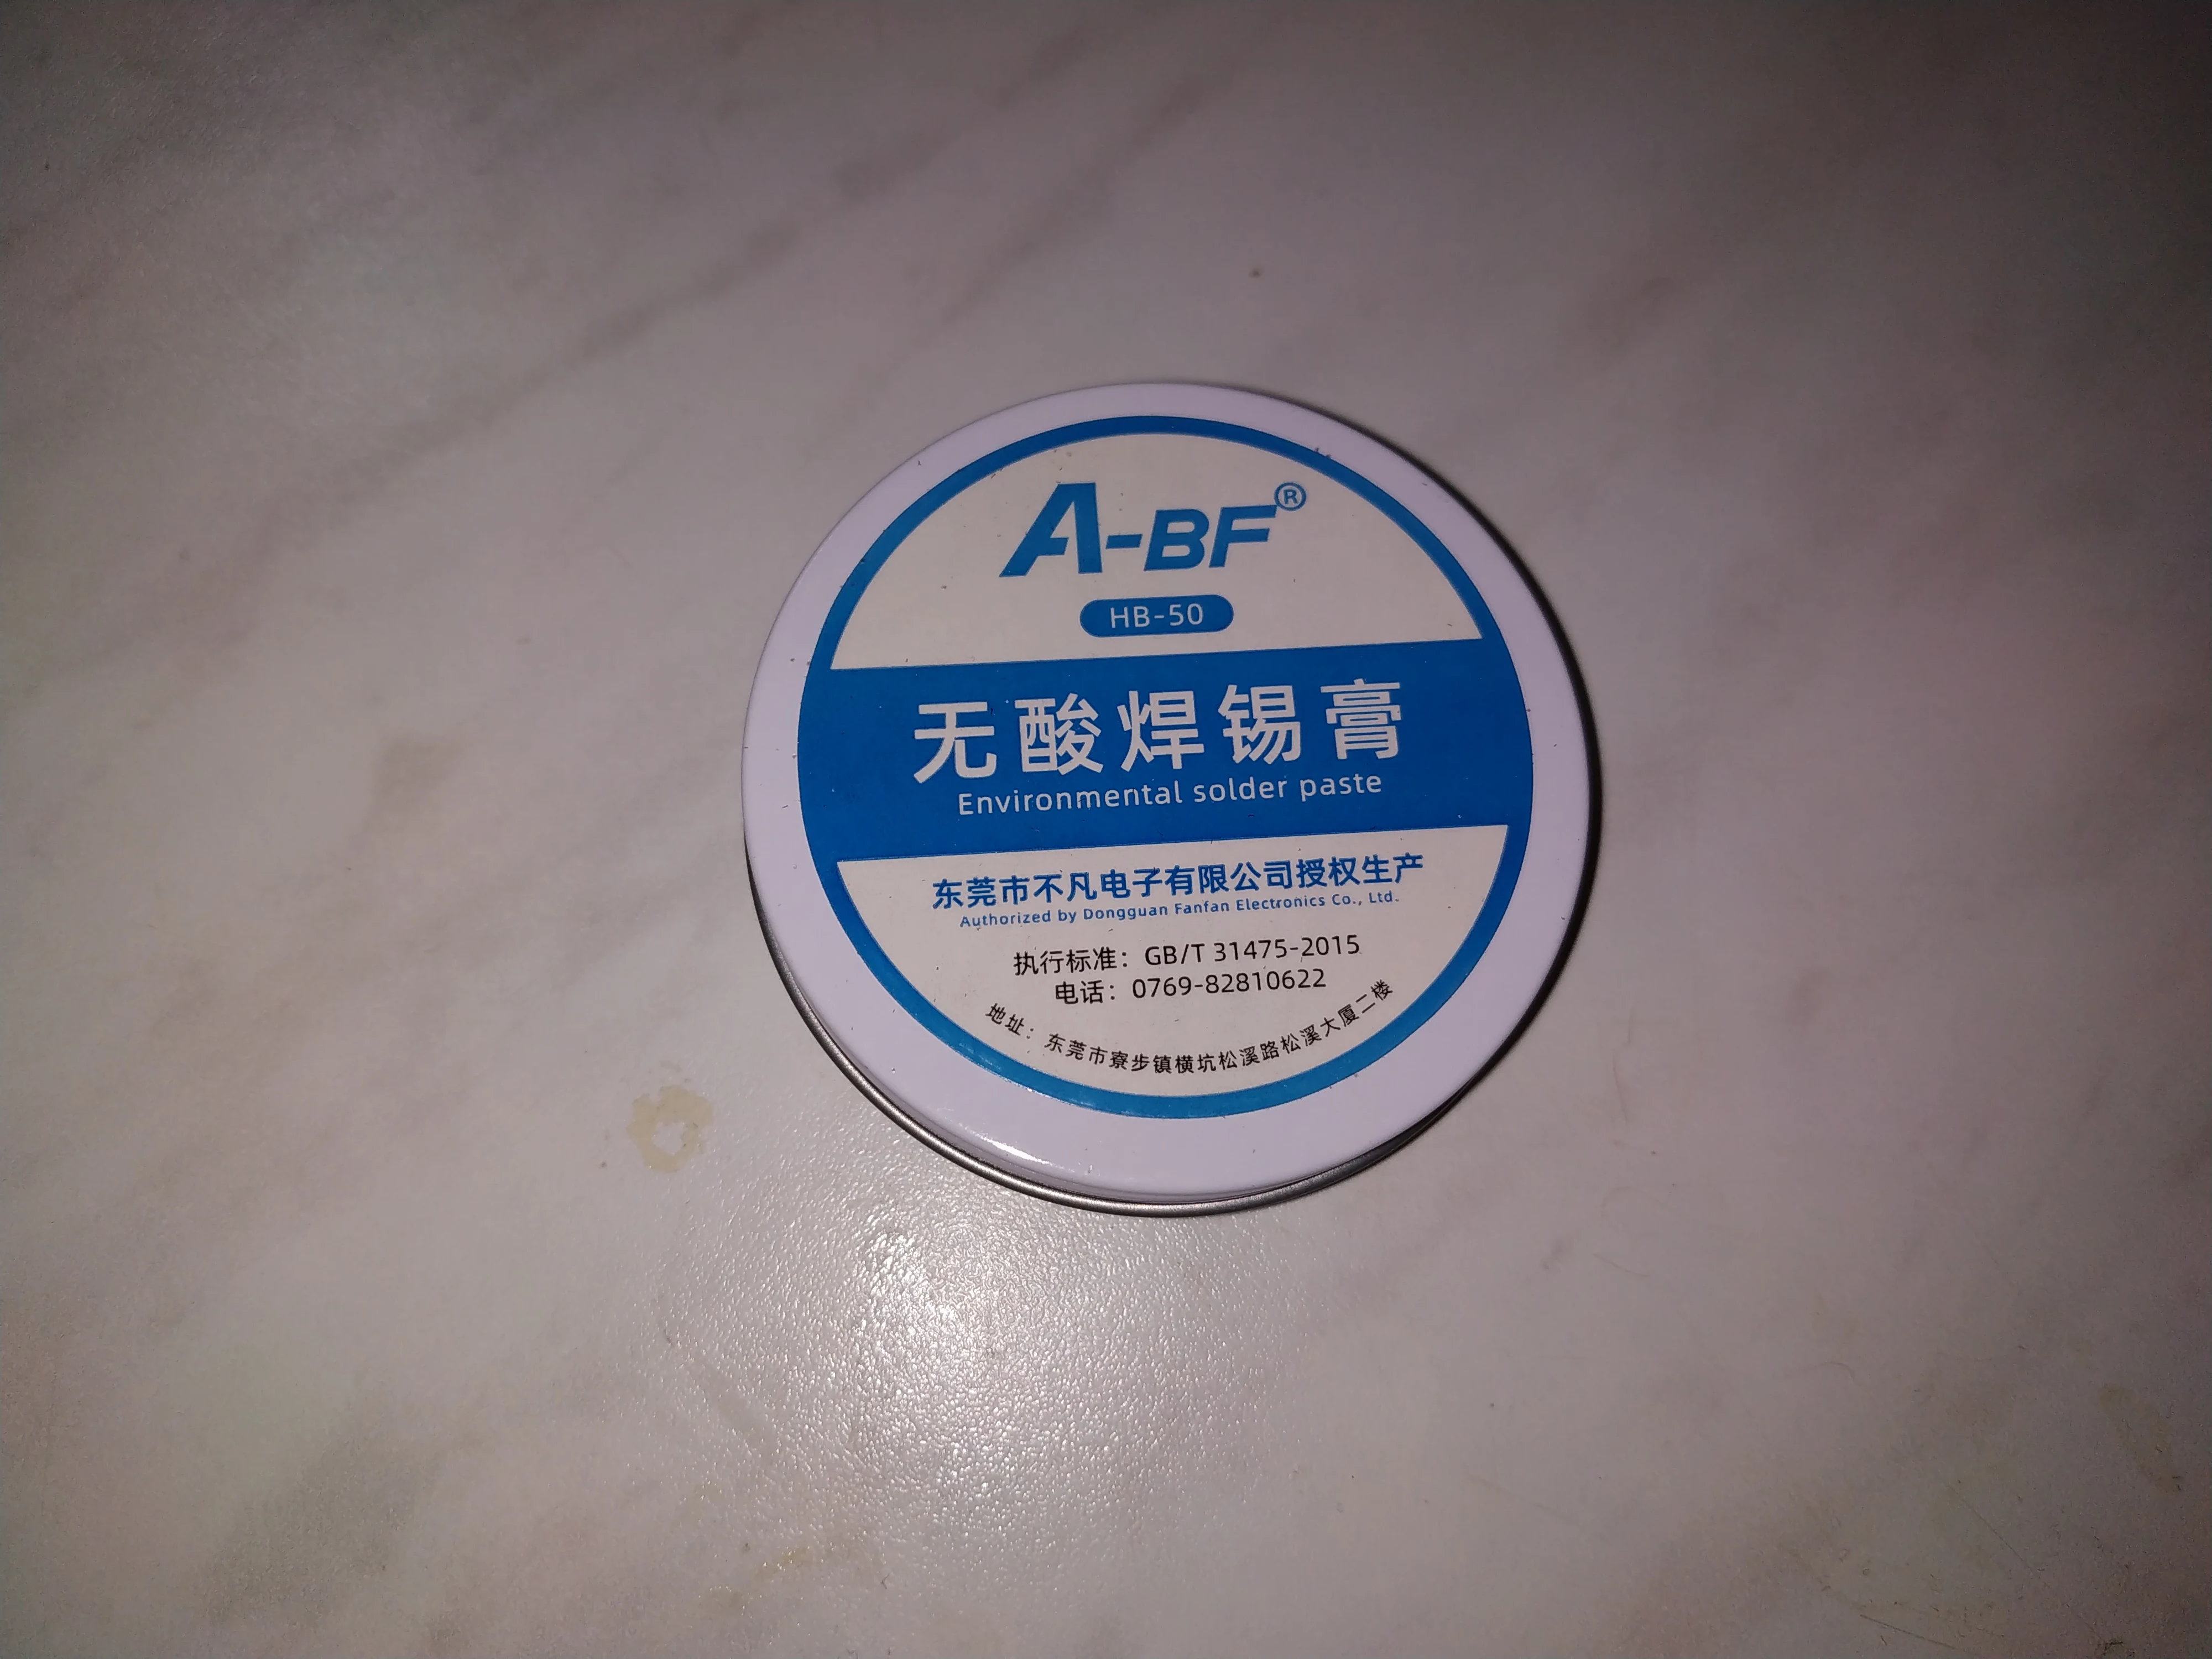 A-BF®
HB-50
无酸焊锡膏
Environmental solder paste
东莞市不凡电子有限公司授权生产
Authorized by Dongguan Fanfan Electronics Co., Ltd.
执行标准：GB/T 31475-2015
电话：0769-82810622
地址：东莞市寮步镇横坑松溪路松溪大厦二楼